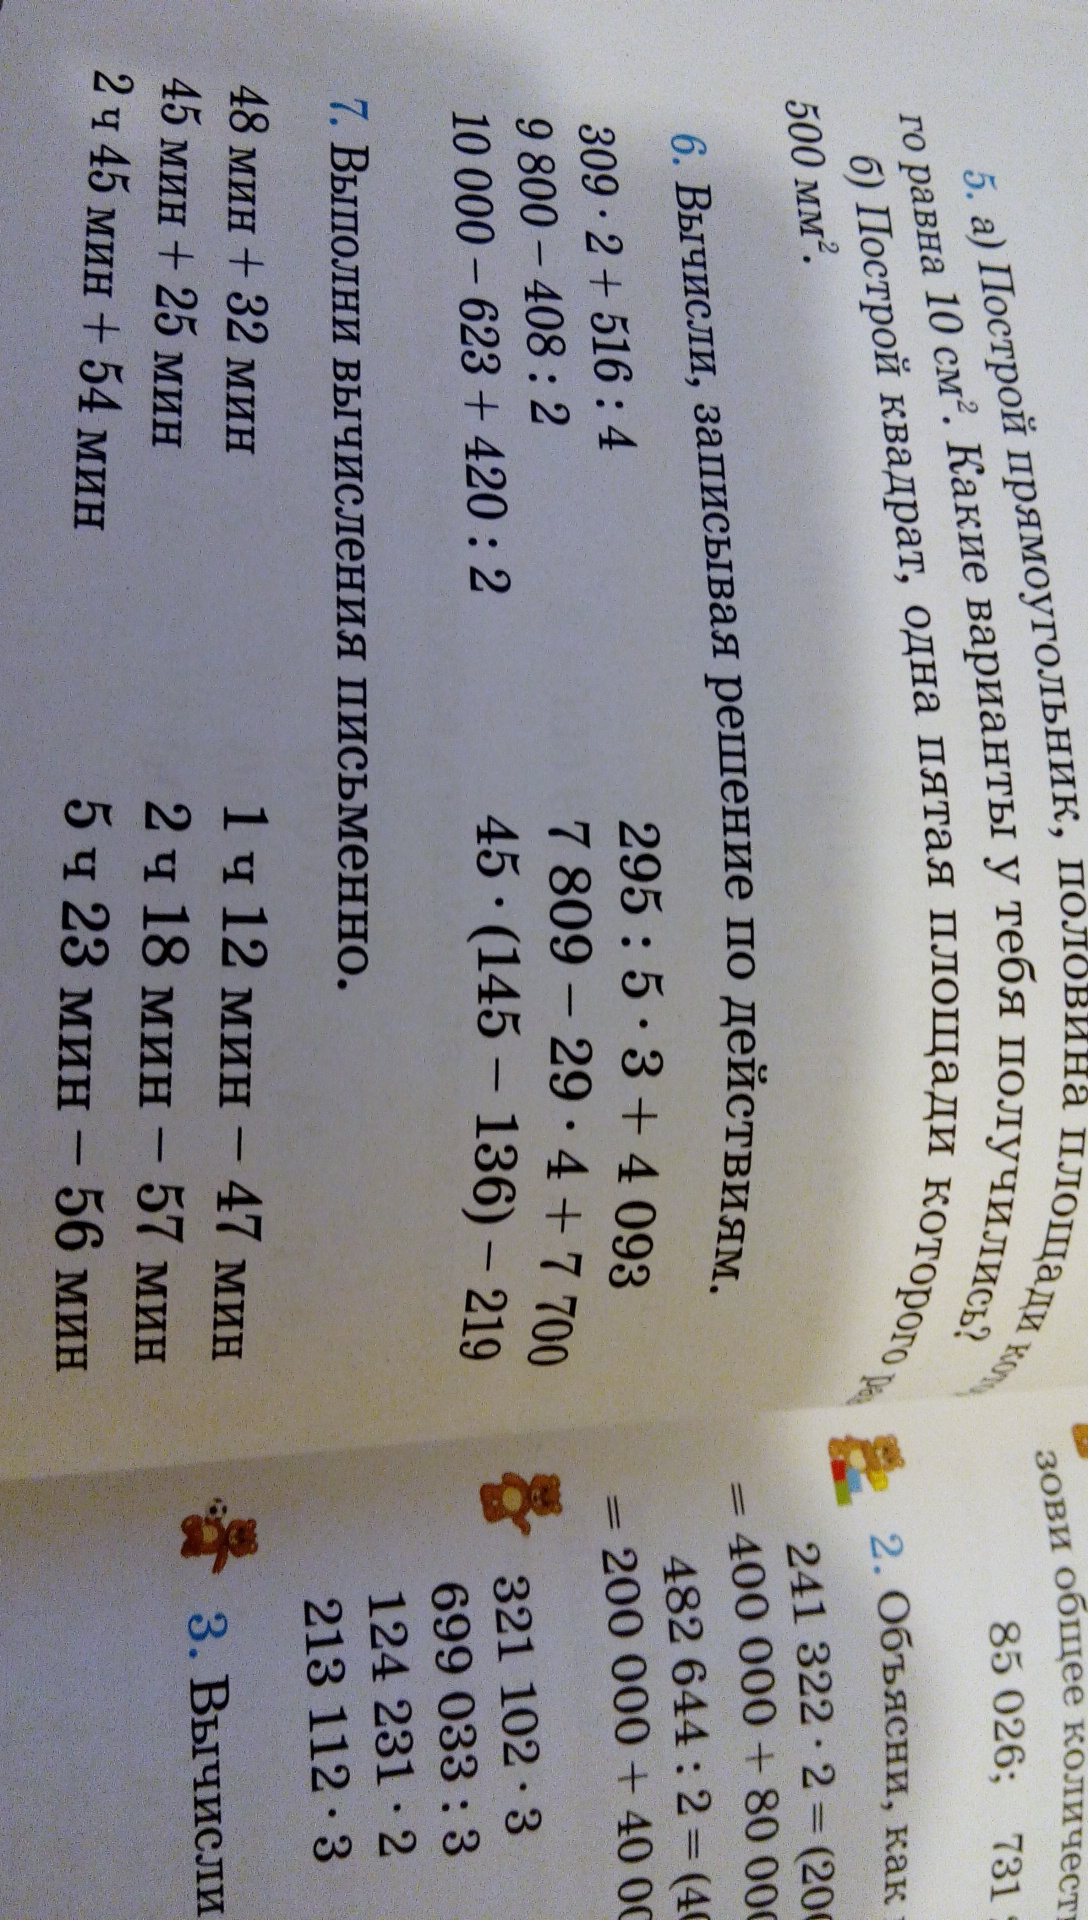 5. а) Построй прямоугольник, половина площади
го равна 10 см². Какие варианты у тебя получились?
б) Построй квадрат, одна пятая площади которого
500 мм².
6. Вычисли, записывая решение по действиям.
309 · 2 + 516 : 4
9 800 – 408 : 2
10 000 – 623 + 420 : 2
295 : 5 · 3 + 4 093
7 809 – 29 · 4 + 7 700
45 · (145 – 136) – 219
7. Выполни вычисления письменно.
48 мин + 32 мин
45 мин + 25 мин
2 ч 45 мин + 54 мин
1 ч 12 мин – 47 мин
2 ч 18 мин – 57 мин
5 ч 23 мин – 56 мин
зови общее
85 026; 731
2. Объясни, как
241 322 · 2 = (200
= 400 000 + 80 000
482 644 : 2 = (40
= 200 000 + 40 00
321 102 · 3
699 033 : 3
124 231 · 2
213 112 · 3
3. Вычисли